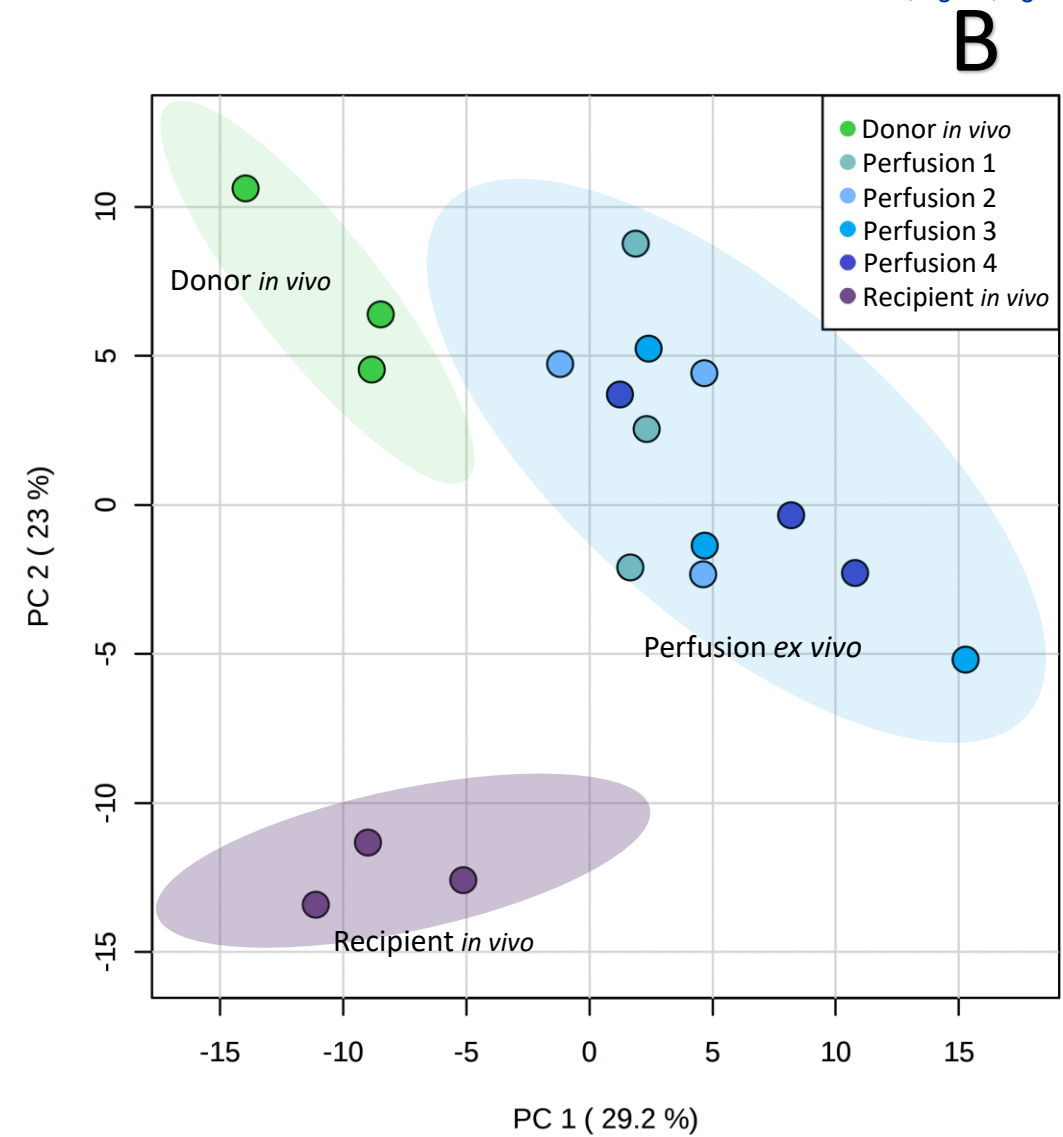 B
Donor in vivo
Perfusion 1
Perfusion 2
Perfusion 3
Perfusion 4
Recipient in vivo
10
5
0
-5
-10
-15
PC 2 ( 23 %)
Donor in vivo
Perfusion ex vivo
Recipient in vivo
-15 -10 -5 0 5 10 15
PC 1 ( 29.2 %)